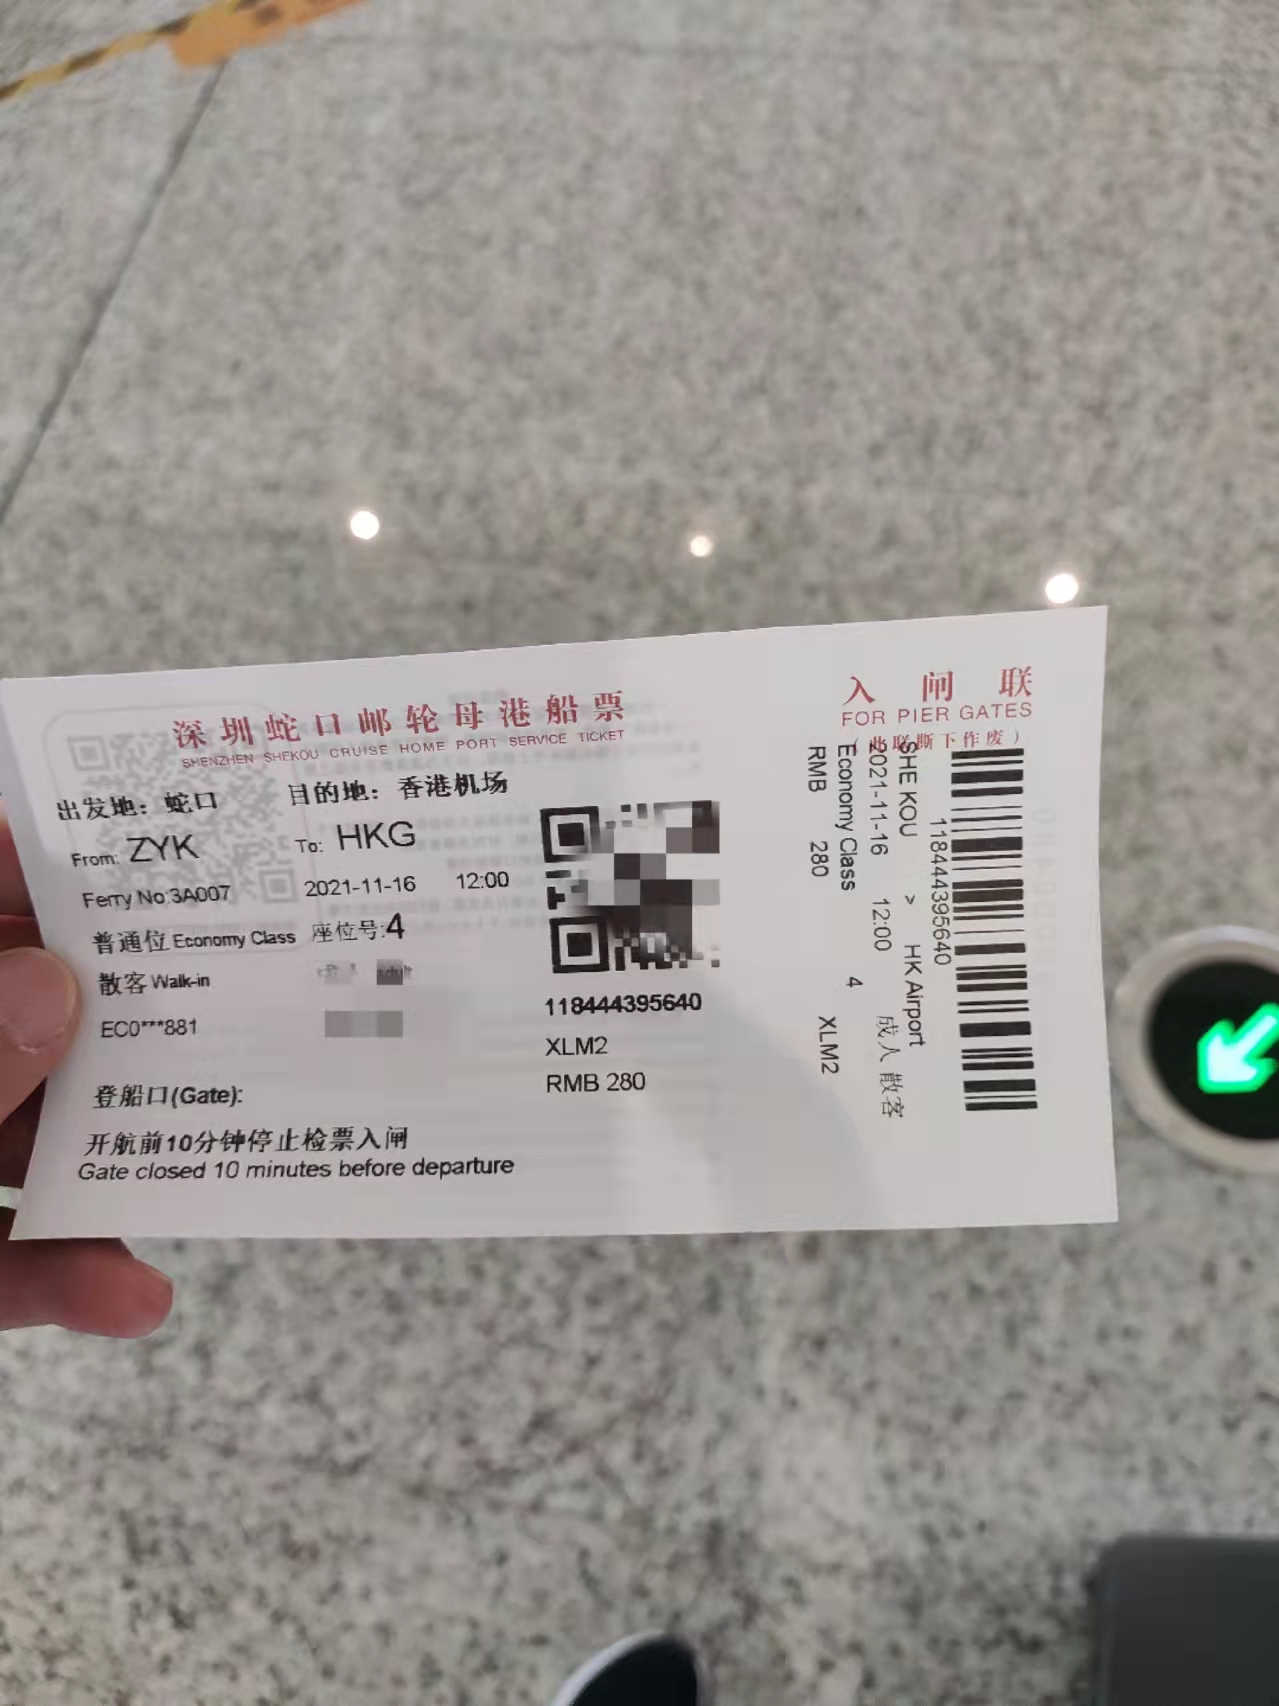 深圳蛇口邮轮母港船票
SHENZHEN SHEKOU CRUISE HOME PORT SERVICE TICKET
出发地：蛇口 目的地：香港机场
From: ZYK To: HKG
Ferry No:3A007 2021-11-16 12:00
普通位 Economy Class 座位号:4
散客 Walk-in adult
EC0***881
118444395640
XLM2
RMB 280
登船口(Gate):
开航前10分钟停止检票入闸
Gate closed 10 minutes before departure
入闸联
FOR PIER GATES
（此联撕下作废）
118444395640
SHE KOU > HK Airport
2021-11-16 12:00 成人 散客
Economy Class 4
RMB 280 XLM2